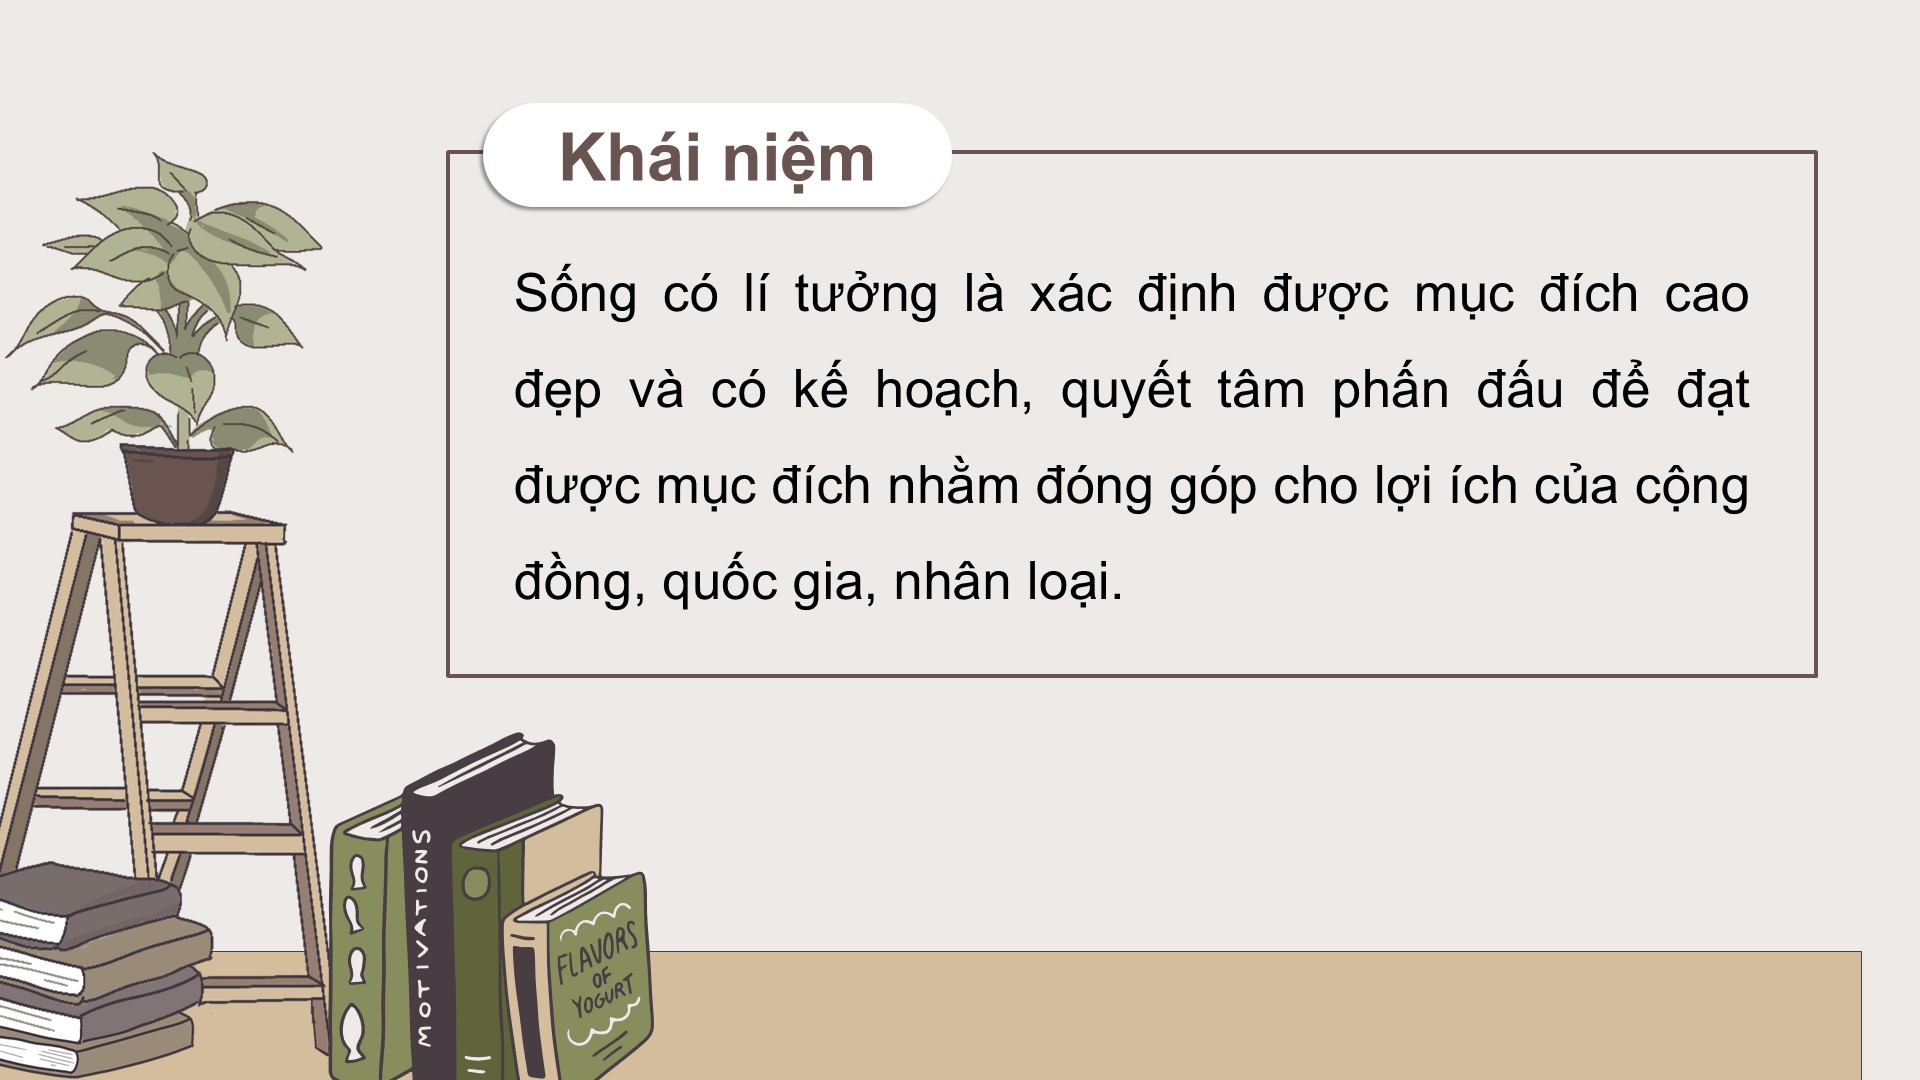 Khái niệm
Sống có lí tưởng là xác định được mục đích cao
đẹp và có kế hoạch, quyết tâm phấn đấu để đạt
được mục đích nhằm đóng góp cho lợi ích của cộng
đồng, quốc gia, nhân loại.
MOTIVATIONS
FLAVORS
OF
YOGURT